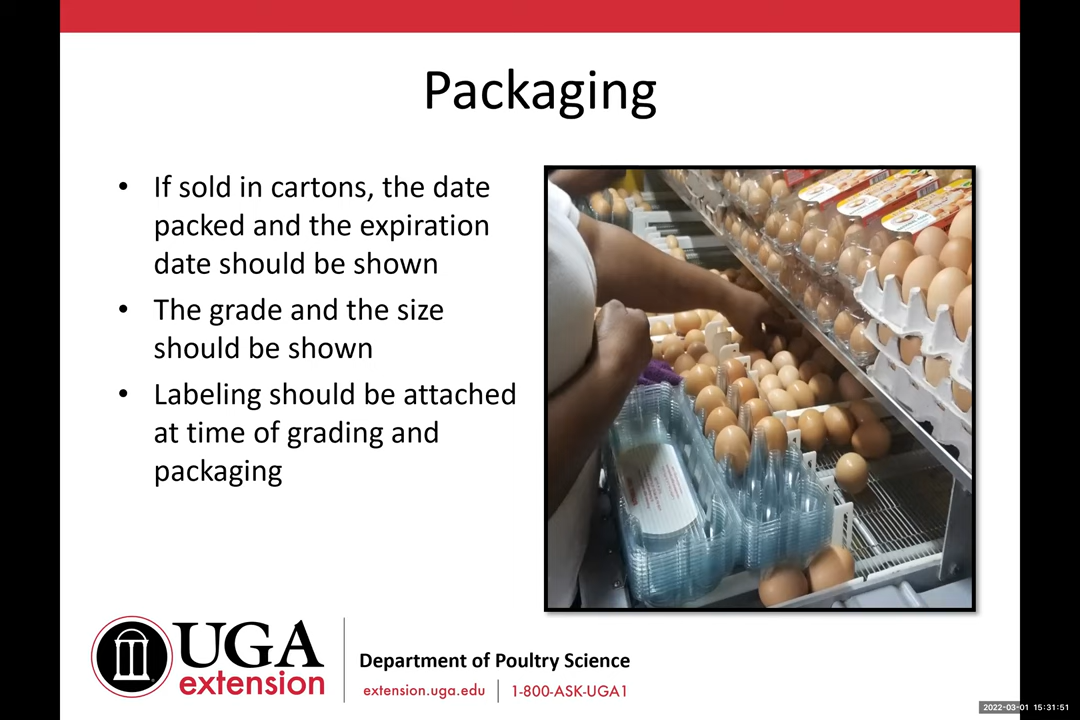 Packaging
• If sold in cartons, the date
packed and the expiration
date should be shown
• The grade and the size
should be shown
• Labeling should be attached
at time of grading and
packaging
UGA
extension
Department of Poultry Science
extension.uga.edu | 1-800-ASK-UGA1
2022-03-01 15:31:51